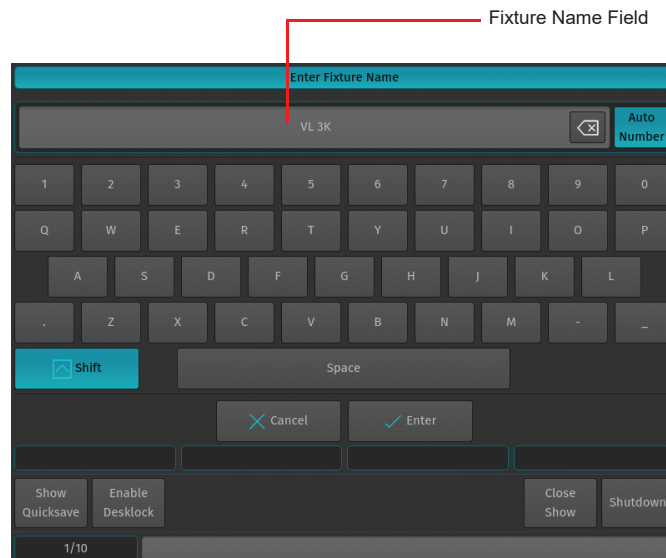 Fixture Name Field
Enter Fixture Name
VL 3K
Auto
Number
1 2 3 4 5 6 7 8 9 0
Q W E R T Y U I O P
A S D F G H J K L
. Z X C V B N M - _
Shift Space
Cancel Enter
Show
Quicksave
Enable
Desklock
Close
Show
Shutdown
1/10